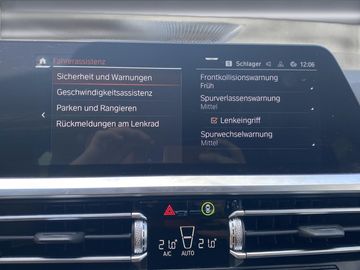 Fahrerassistenz
Schlager
12:06
Sicherheit und Warnungen
Geschwindigkeitsassistenz
Parken und Rangieren
Rückmeldungen am Lenkrad
Frontkollisionswarnung
Früh
Spurverlassenswarnung
Mittel
Lenkeingriff
Spurwechselwarnung
Mittel
21.0
21.0
A/C
AUTO